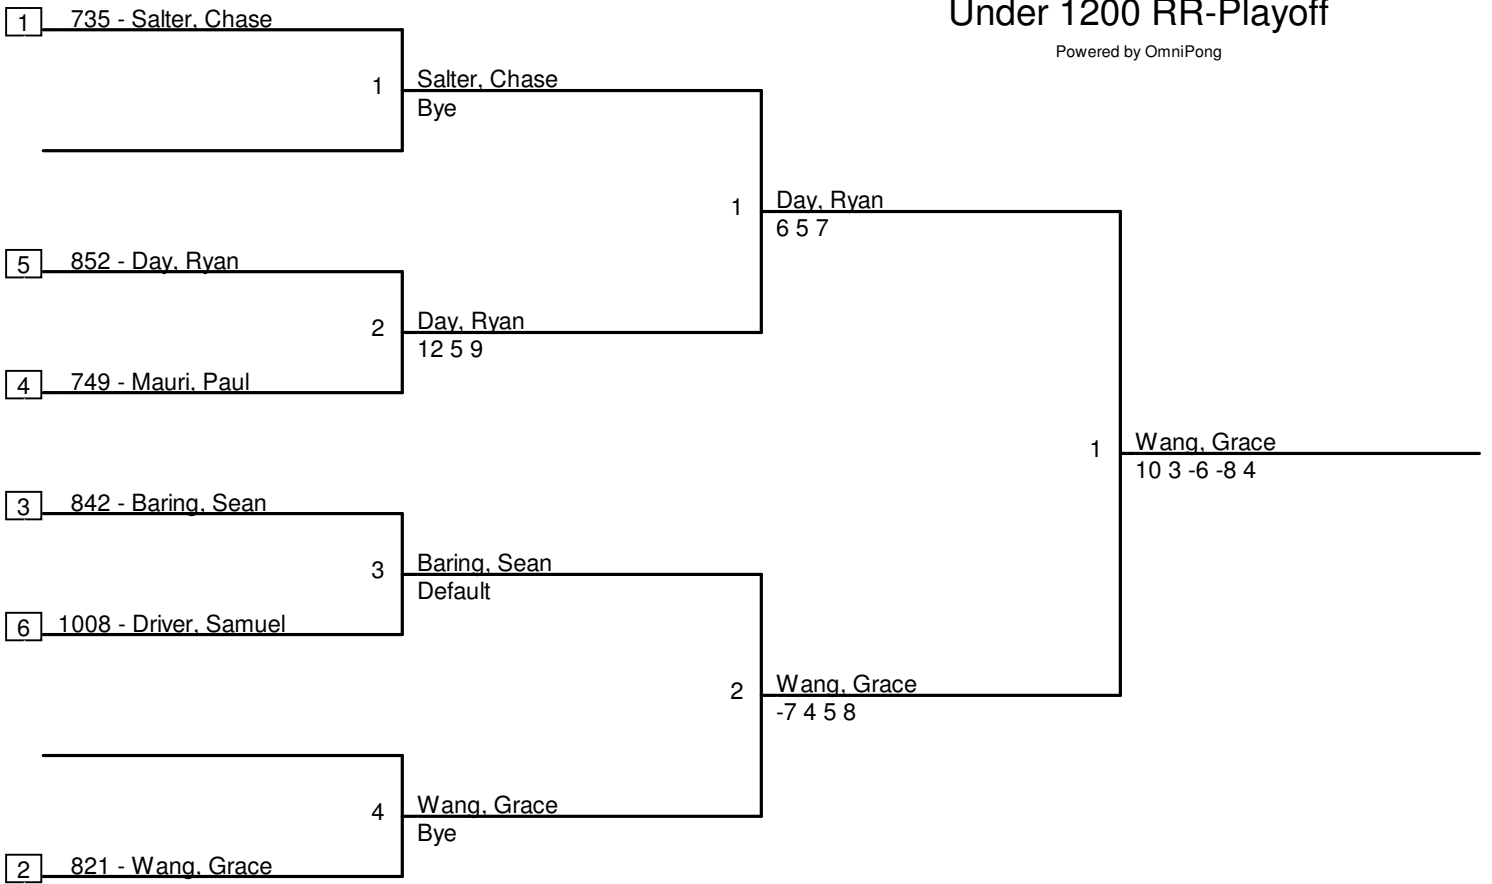 Under 1200 RR-Playoff
Powered by OmniPong
1 735 - Salter, Chase
1 Salter, Chase
Bye
1 Day, Ryan
6 5 7
5 852 - Day, Ryan
2 Day, Ryan
12 5 9
4 749 - Mauri, Paul
1 Wang, Grace
10 3 -6 -8 4
3 842 - Baring, Sean
3 Baring, Sean
Default
6 1008 - Driver, Samuel
2 Wang, Grace
-7 4 5 8
4 Wang, Grace
Bye
2 821 - Wang, Grace